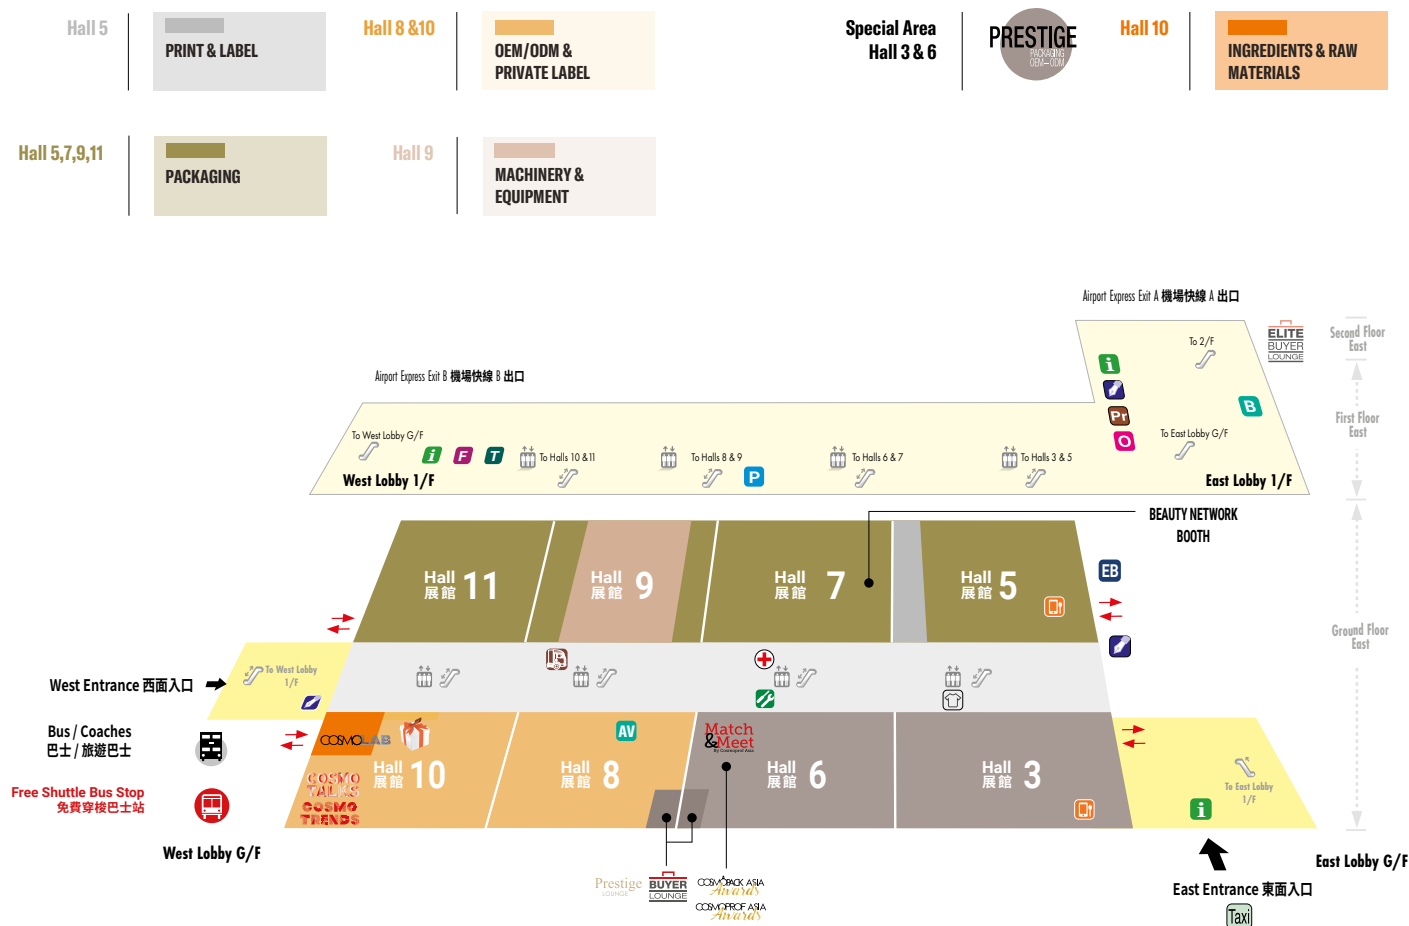 Hall 5
PRINT & LABEL
Hall 8 &10
OEM/ODM &
PRIVATE LABEL
Special Area
Hall 3 & 6
PRESTIGE
PACKAGING
OEM—ODM
Hall 10
INGREDIENTS & RAW
MATERIALS
Hall 5,7,9,11
PACKAGING
Hall 9
MACHINERY &
EQUIPMENT
Airport Express Exit A 機場快線 A 出口
To 2/F
ELITE
BUYER
LOUNGE
Second Floor
East
Airport Express Exit B 機場快線 B 出口
i
Pr
B
O
First Floor
East
To West Lobby G/F
To East Lobby G/F
i
F
T
To Halls 10 &11
To Halls 8 & 9
To Halls 6 & 7
To Halls 3 & 5
P
West Lobby 1/F
East Lobby 1/F
BEAUTY NETWORK
BOOTH
Hall
展館 11
Hall
展館 9
Hall
展館 7
Hall
展館 5
EB
Ground Floor
East
To West Lobby
1/F
West Entrance 西面入口
Bus / Coaches
巴士 / 旅遊巴士
COSMOLAB
AV
Match
&Meet
By Cosmoprof Asia
Hall
展館 10
Hall
展館 8
Hall
展館 6
Hall
展館 3
COSMO
TALKS
COSMO
TRENDS
To East Lobby
1/F
Free Shuttle Bus Stop
免費穿梭巴士站
i
West Lobby G/F
East Lobby G/F
Prestige
LOUNGE
BUYER
LOUNGE
COSMOPACK ASIA
Awards
COSMOPROF ASIA
Awards
East Entrance 東面入口
Taxi